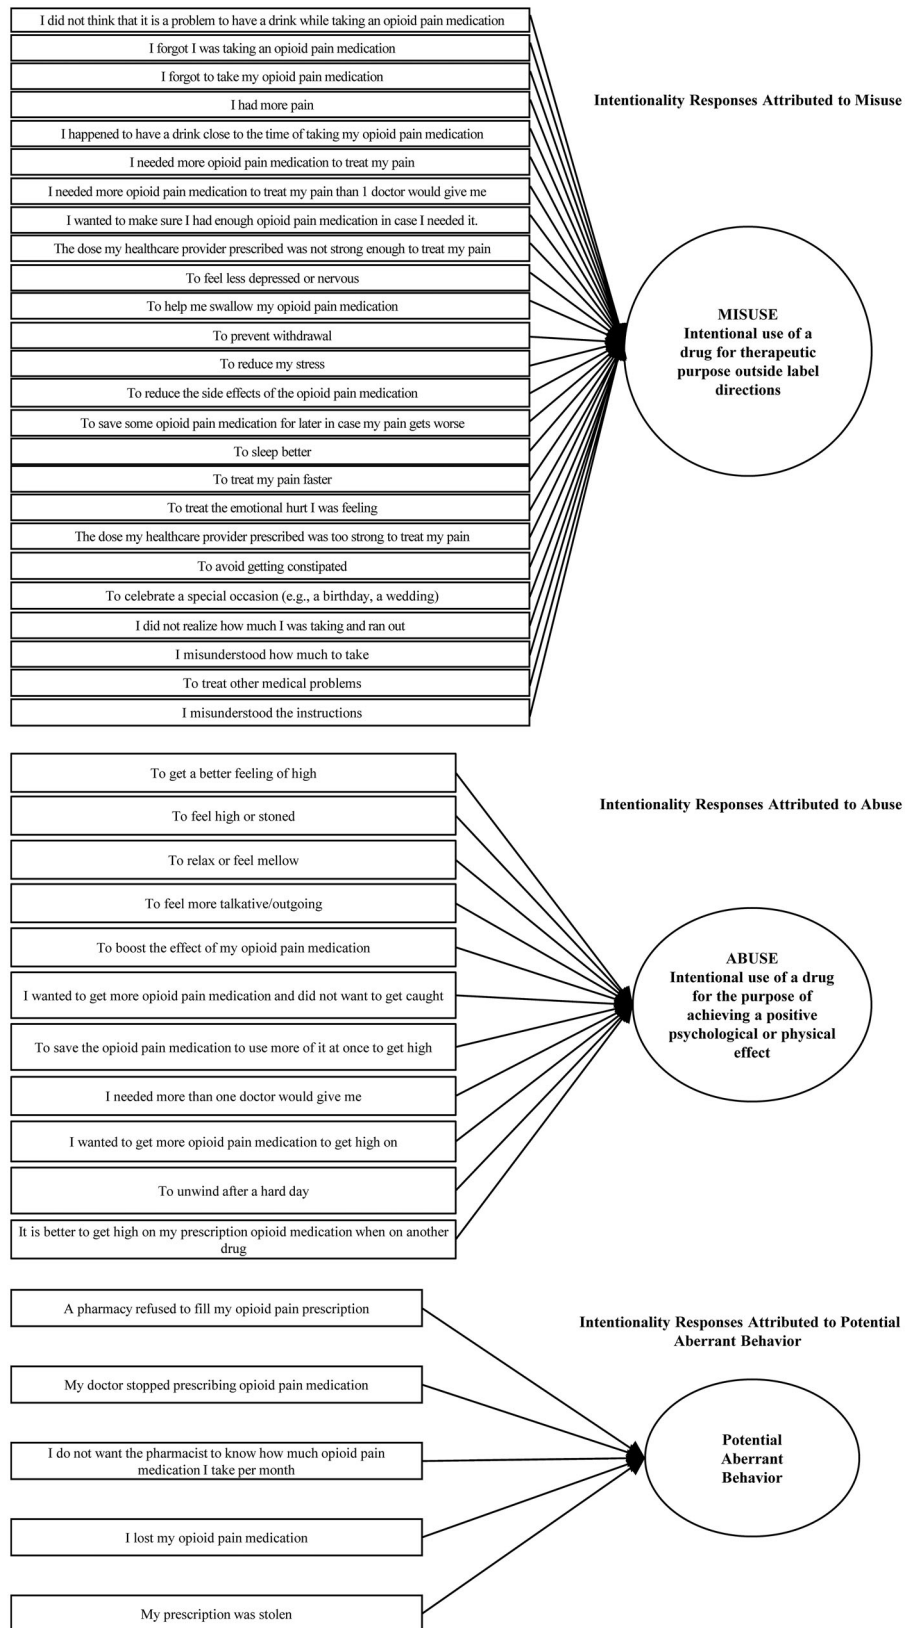 I did not think that it is a problem to have a drink while taking an opioid pain medication
I forgot I was taking an opioid pain medication
I forgot to take my opioid pain medication
I had more pain
I happened to have a drink close to the time of taking my opioid pain medication
I needed more opioid pain medication to treat my pain
I needed more opioid pain medication to treat my pain than 1 doctor would give me
I wanted to make sure I had enough opioid pain medication in case I needed it.
The dose my healthcare provider prescribed was not strong enough to treat my pain
To feel less depressed or nervous
To help me swallow my opioid pain medication
To prevent withdrawal
To reduce my stress
To reduce the side effects of the opioid pain medication
To save some opioid pain medication for later in case my pain gets worse
To sleep better
To treat my pain faster
To treat the emotional hurt I was feeling
The dose my healthcare provider prescribed was too strong to treat my pain
To avoid getting constipated
To celebrate a special occasion (e.g., a birthday, a wedding)
I did not realize how much I was taking and ran out
I misunderstood how much to take
To treat other medical problems
I misunderstood the instructions
Intentionality Responses Attributed to Misuse
MISUSE
Intentional use of a
drug for therapeutic
purpose outside label
directions
To get a better feeling of high
To feel high or stoned
To relax or feel mellow
To feel more talkative/outgoing
To boost the effect of my opioid pain medication
I wanted to get more opioid pain medication and did not want to get caught
To save the opioid pain medication to use more of it at once to get high
I needed more than one doctor would give me
I wanted to get more opioid pain medication to get high on
To unwind after a hard day
It is better to get high on my prescription opioid medication when on another
drug
Intentionality Responses Attributed to Abuse
ABUSE
Intentional use of a drug
for the purpose of
achieving a positive
psychological or physical
effect
A pharmacy refused to fill my opioid pain prescription
My doctor stopped prescribing opioid pain medication
I do not want the pharmacist to know how much opioid pain
medication I take per month
I lost my opioid pain medication
My prescription was stolen
Intentionality Responses Attributed to Potential
Aberrant Behavior
Potential
Aberrant
Behavior